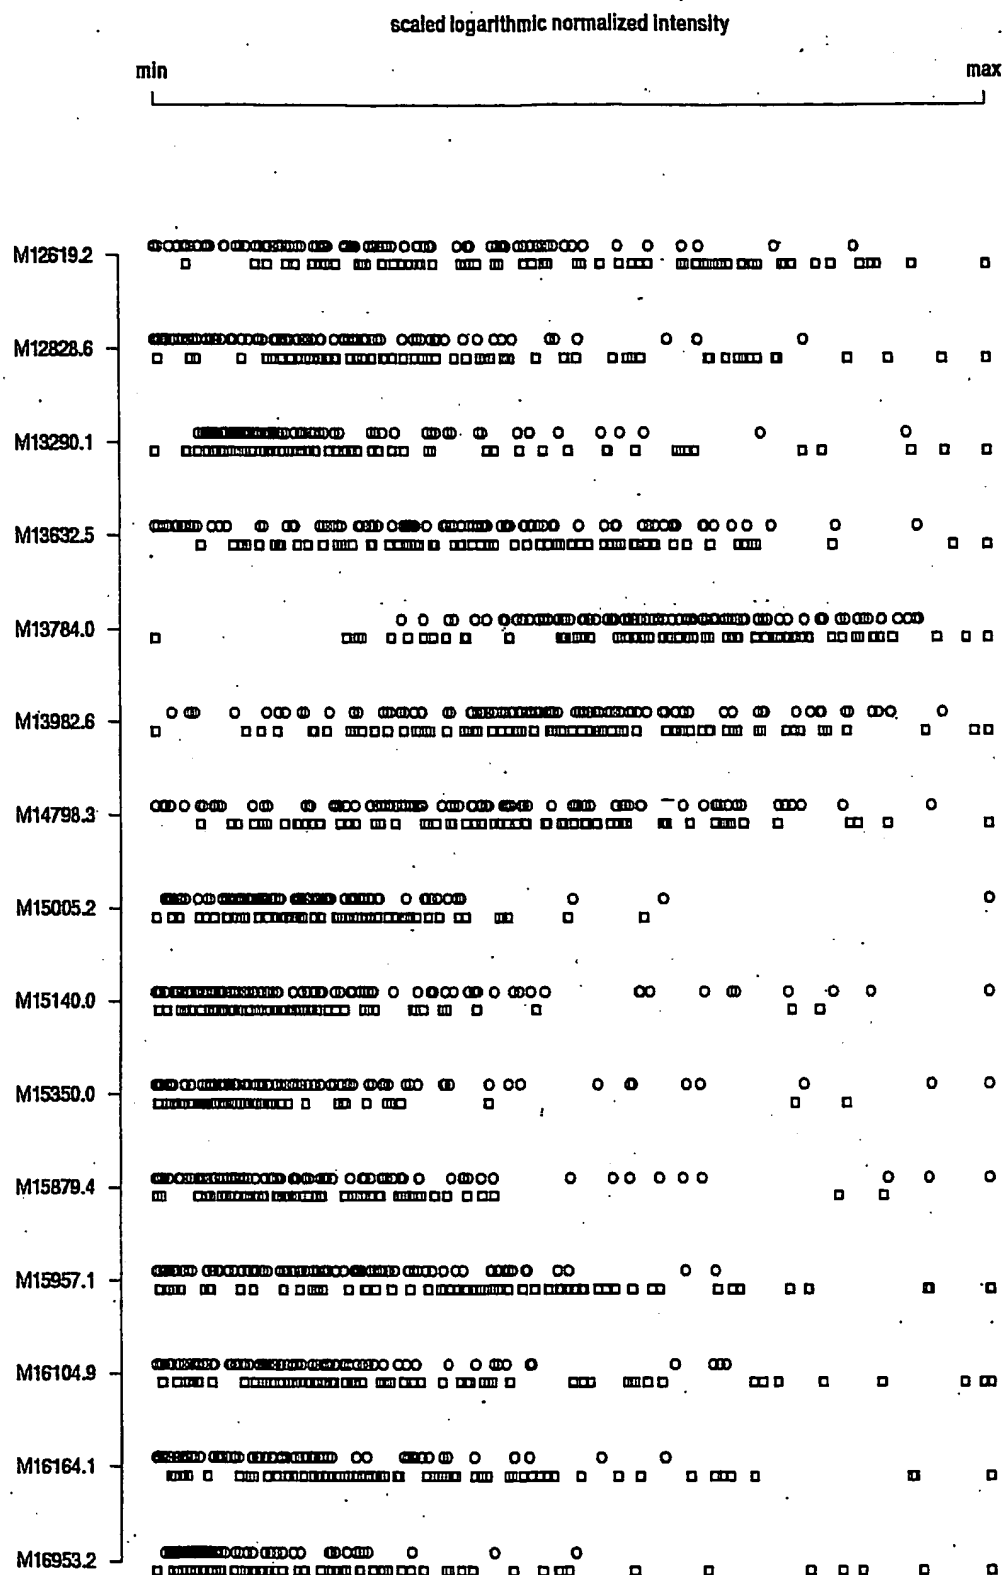 scaled logarithmic normalized intensity
min max
M12619.2
M12828.6
M13290.1
M13632.5
M13784.0
M13982.6
M14798.3
M15005.2
M15140.0
M15350.0
M15879.4
M15957.1
M16104.9
M16164.1
M16953.2